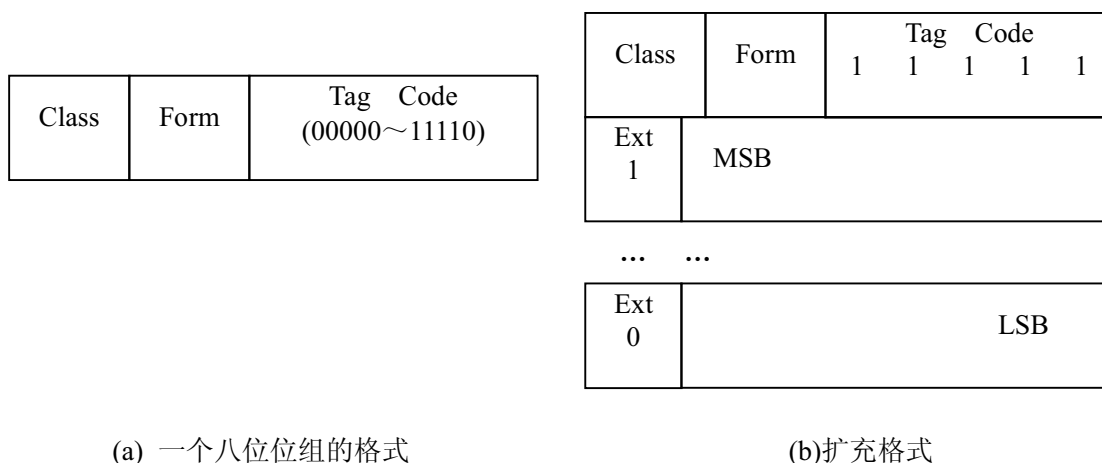 Class Form Tag Code
(00000～11110)
Class Form Tag Code
1 1 1 1 1
Ext
1
MSB
... ...
Ext
0
LSB
(a) 一个八位位组的格式
(b)扩充格式